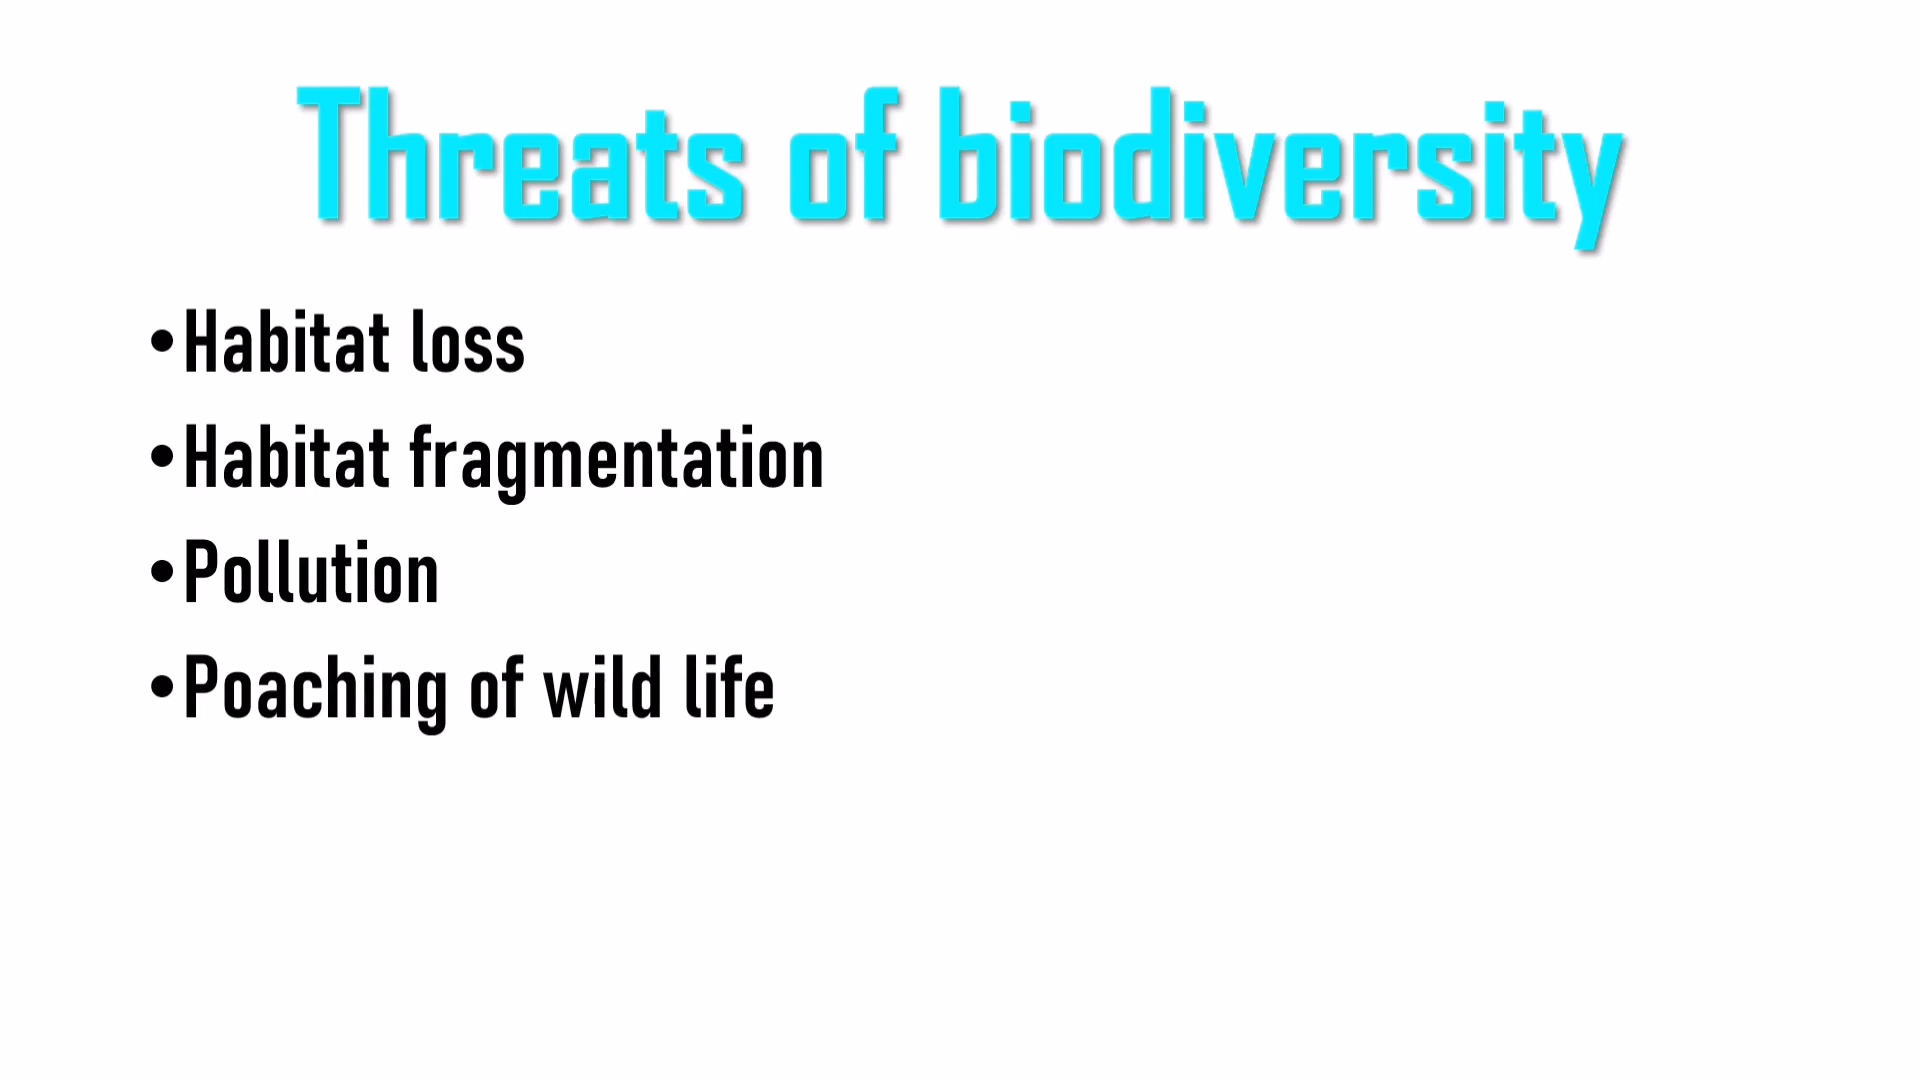 Threats of biodiversity
•Habitat loss
•Habitat fragmentation
•Pollution
•Poaching of wild life